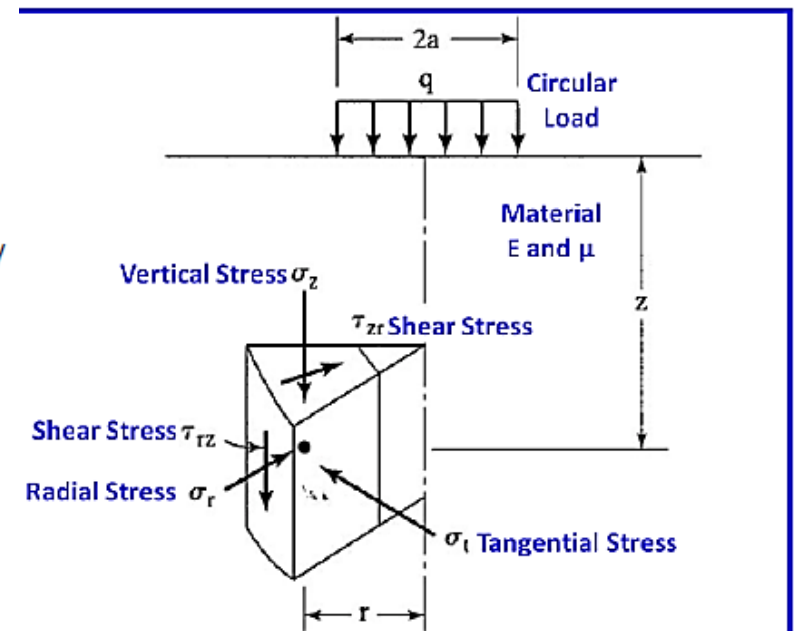 2a
q
Circular
Load
Material
E and μ
y
Vertical Stress σz
z
τzr Shear Stress
Shear Stress τrz
Radial Stress σr
σt Tangential Stress
r